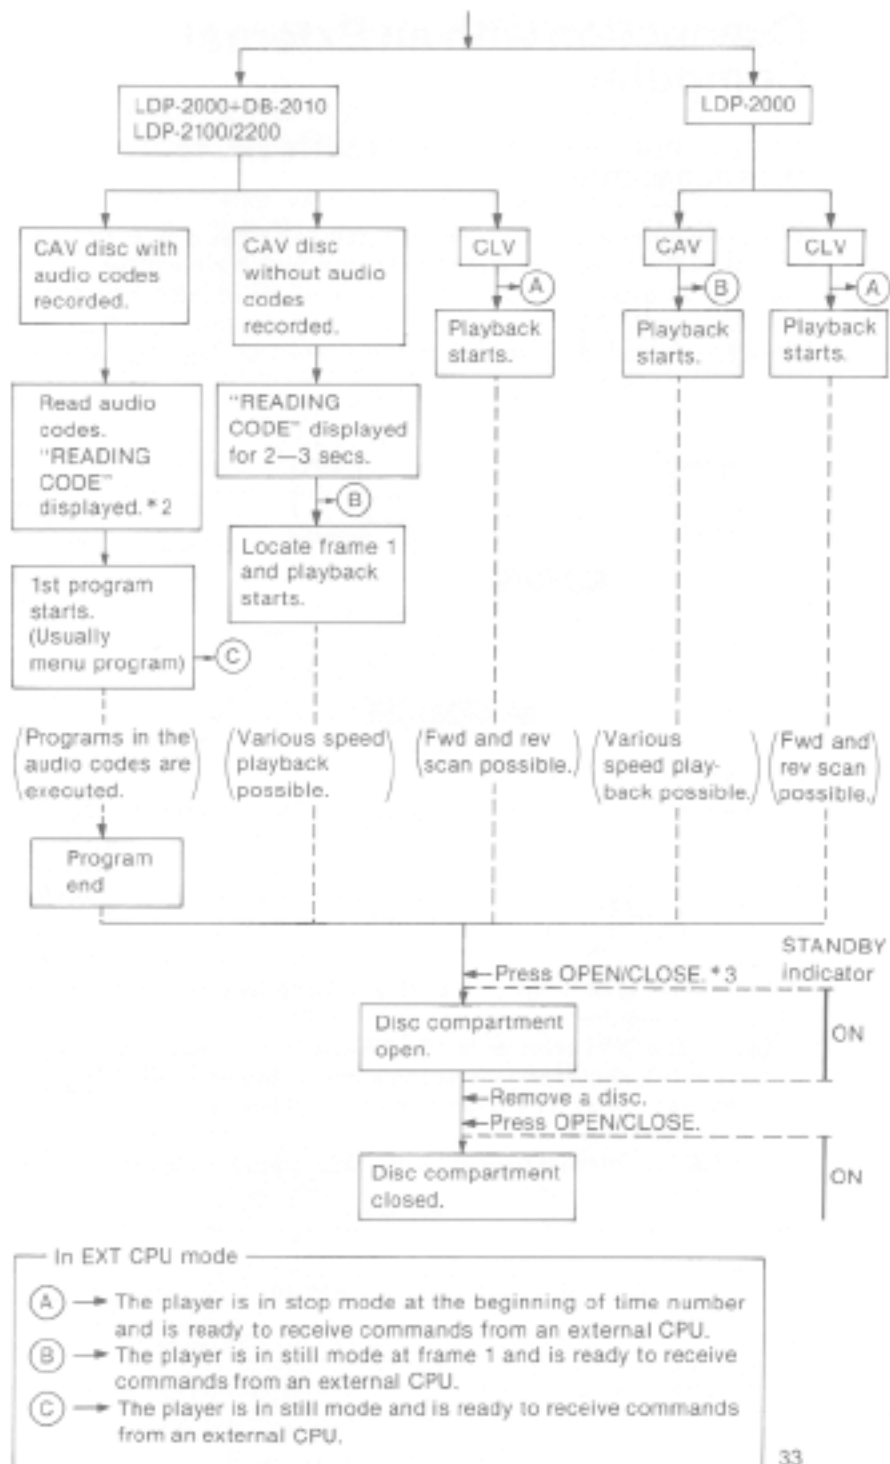 LDP-2000+DB-2010
LDP-2100/2200
LDP-2000
CAV disc with
audio codes
recorded.
CAV disc
without audio
codes
recorded.
CLV
A
CAV
B
CLV
A
Playback
starts.
Playback
starts.
Playback
starts.
Read audio
codes.
"READING
CODE"
displayed.*2
"READING
CODE" displayed
for 2—3 secs.
B
Locate frame 1
and playback
starts.
1st program
starts.
(Usually
menu program)
C
(Programs in the
audio codes are
executed.)
(Various speed
playback
possible.)
(Fwd and rev
scan possible.)
(Various
speed play-
back possible.)
(Fwd and
rev scan
possible.)
Program
end
STANDBY
indicator
Press OPEN/CLOSE.*3
Disc compartment
open.
ON
Remove a disc.
Press OPEN/CLOSE.
Disc compartment
closed.
ON
In EXT CPU mode
A → The player is in stop mode at the beginning of time number
and is ready to receive commands from an external CPU.
B → The player is in still mode at frame 1 and is ready to receive
commands from an external CPU.
C → The player is in still mode and is ready to receive commands
from an external CPU.
33